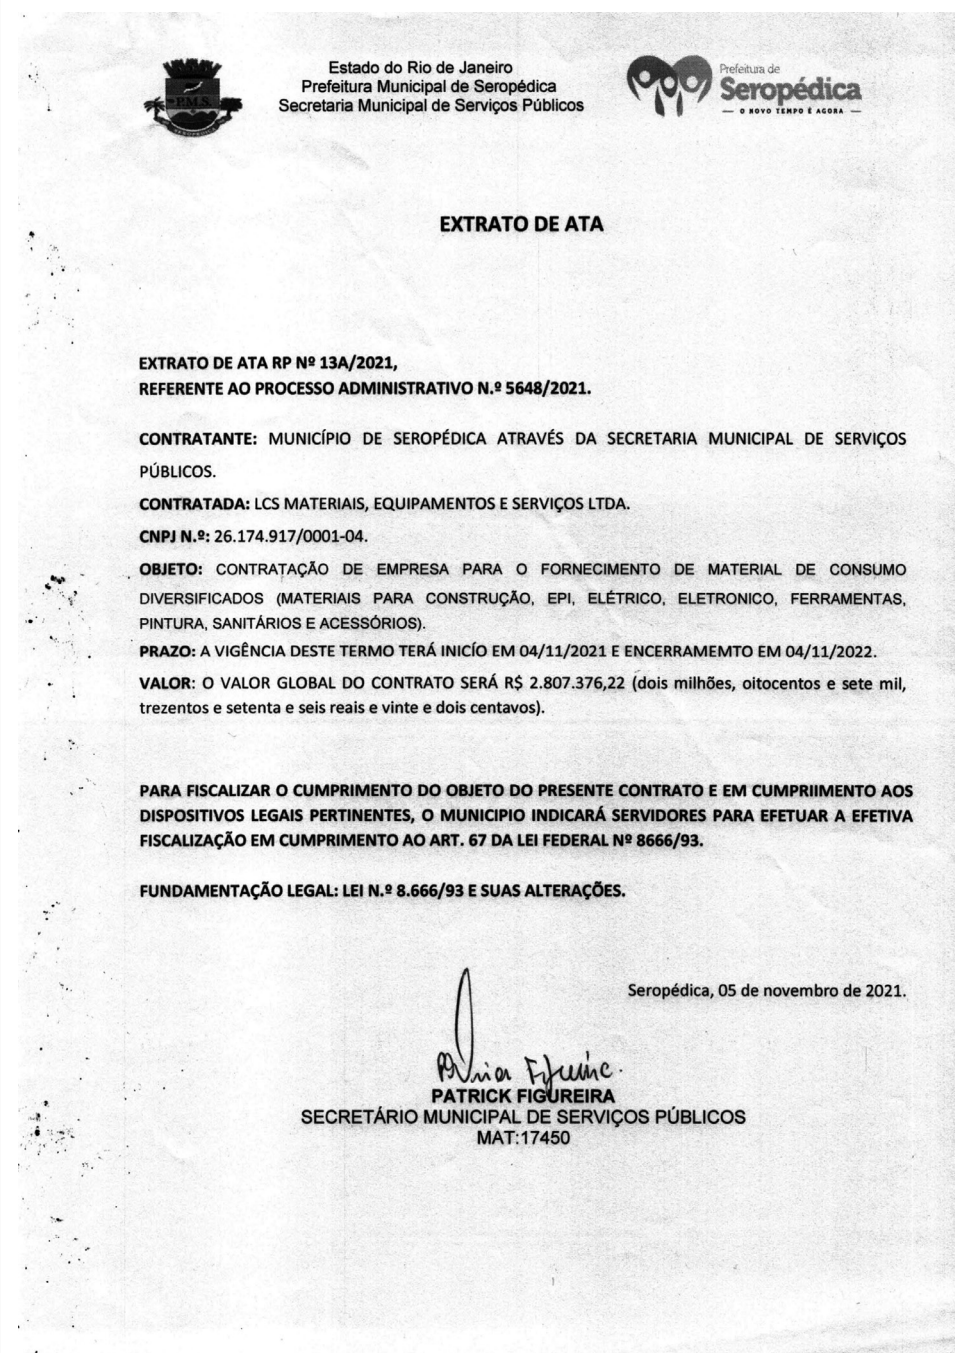 Estado do Rio de Janeiro
Prefeitura Municipal de Seropédica
Secretaria Municipal de Serviços Públicos
P.M.S.
SEROPÉDICA
Prefeitura de
Seropédica
O NOVO TEMPO É AGORA
EXTRATO DE ATA
EXTRATO DE ATA RP Nº 13A/2021,
REFERENTE AO PROCESSO ADMINISTRATIVO N.º 5648/2021.
CONTRATANTE: MUNICÍPIO DE SEROPÉDICA ATRAVÉS DA SECRETARIA MUNICIPAL DE SERVIÇOS
PÚBLICOS.
CONTRATADA: LCS MATERIAIS, EQUIPAMENTOS E SERVIÇOS LTDA.
CNPJ N.º: 26.174.917/0001-04.
OBJETO: CONTRATAÇÃO DE EMPRESA PARA O FORNECIMENTO DE MATERIAL DE CONSUMO
DIVERSIFICADOS (MATERIAIS PARA CONSTRUÇÃO, EPI, ELÉTRICO, ELETRONICO, FERRAMENTAS,
PINTURA, SANITÁRIOS E ACESSÓRIOS).
PRAZO: A VIGÊNCIA DESTE TERMO TERÁ INICÍO EM 04/11/2021 E ENCERRAMEMTO EM 04/11/2022.
VALOR: O VALOR GLOBAL DO CONTRATO SERÁ R$ 2.807.376,22 (dois milhões, oitocentos e sete mil,
trezentos e setenta e seis reais e vinte e dois centavos).
PARA FISCALIZAR O CUMPRIMENTO DO OBJETO DO PRESENTE CONTRATO E EM CUMPRIIMENTO AOS
DISPOSITIVOS LEGAIS PERTINENTES, O MUNICIPIO INDICARÁ SERVIDORES PARA EFETUAR A EFETIVA
FISCALIZAÇÃO EM CUMPRIMENTO AO ART. 67 DA LEI FEDERAL Nº 8666/93.
FUNDAMENTAÇÃO LEGAL: LEI N.º 8.666/93 E SUAS ALTERAÇÕES.
Seropédica, 05 de novembro de 2021.
PATRICK FIGUREIRA
SECRETÁRIO MUNICIPAL DE SERVIÇOS PÚBLICOS
MAT:17450